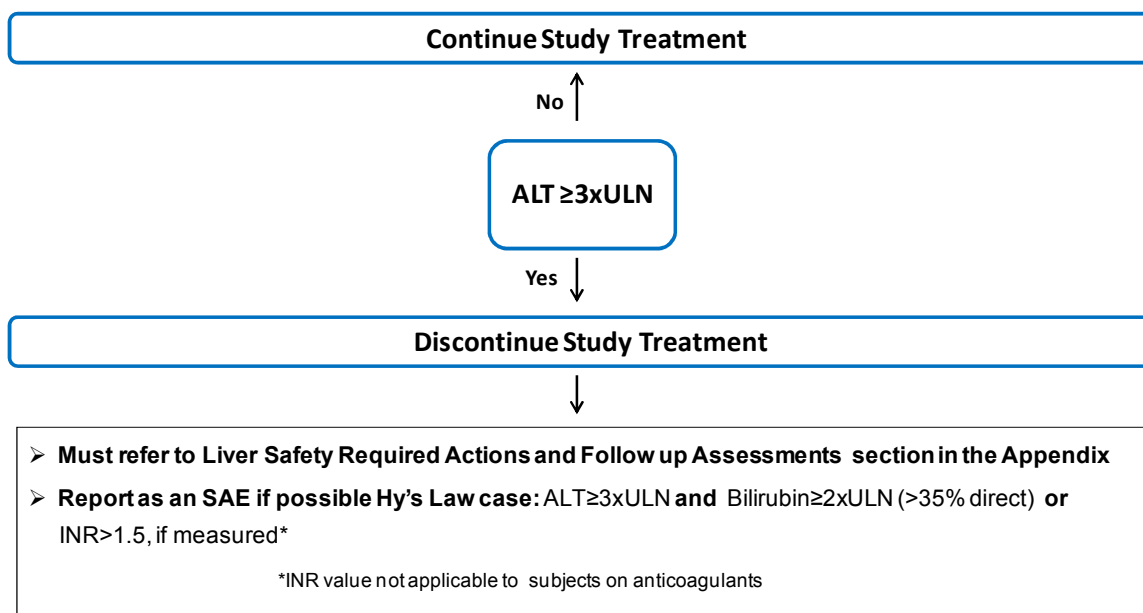 Continue Study Treatment
No
ALT ≥3xULN
Yes
Discontinue Study Treatment
➢ Must refer to Liver Safety Required Actions and Follow up Assessments section in the Appendix
➢ Report as an SAE if possible Hy's Law case: ALT≥3xULN and Bilirubin≥2xULN (>35% direct) or
INR>1.5, if measured*
*INR value not applicable to subjects on anticoagulants